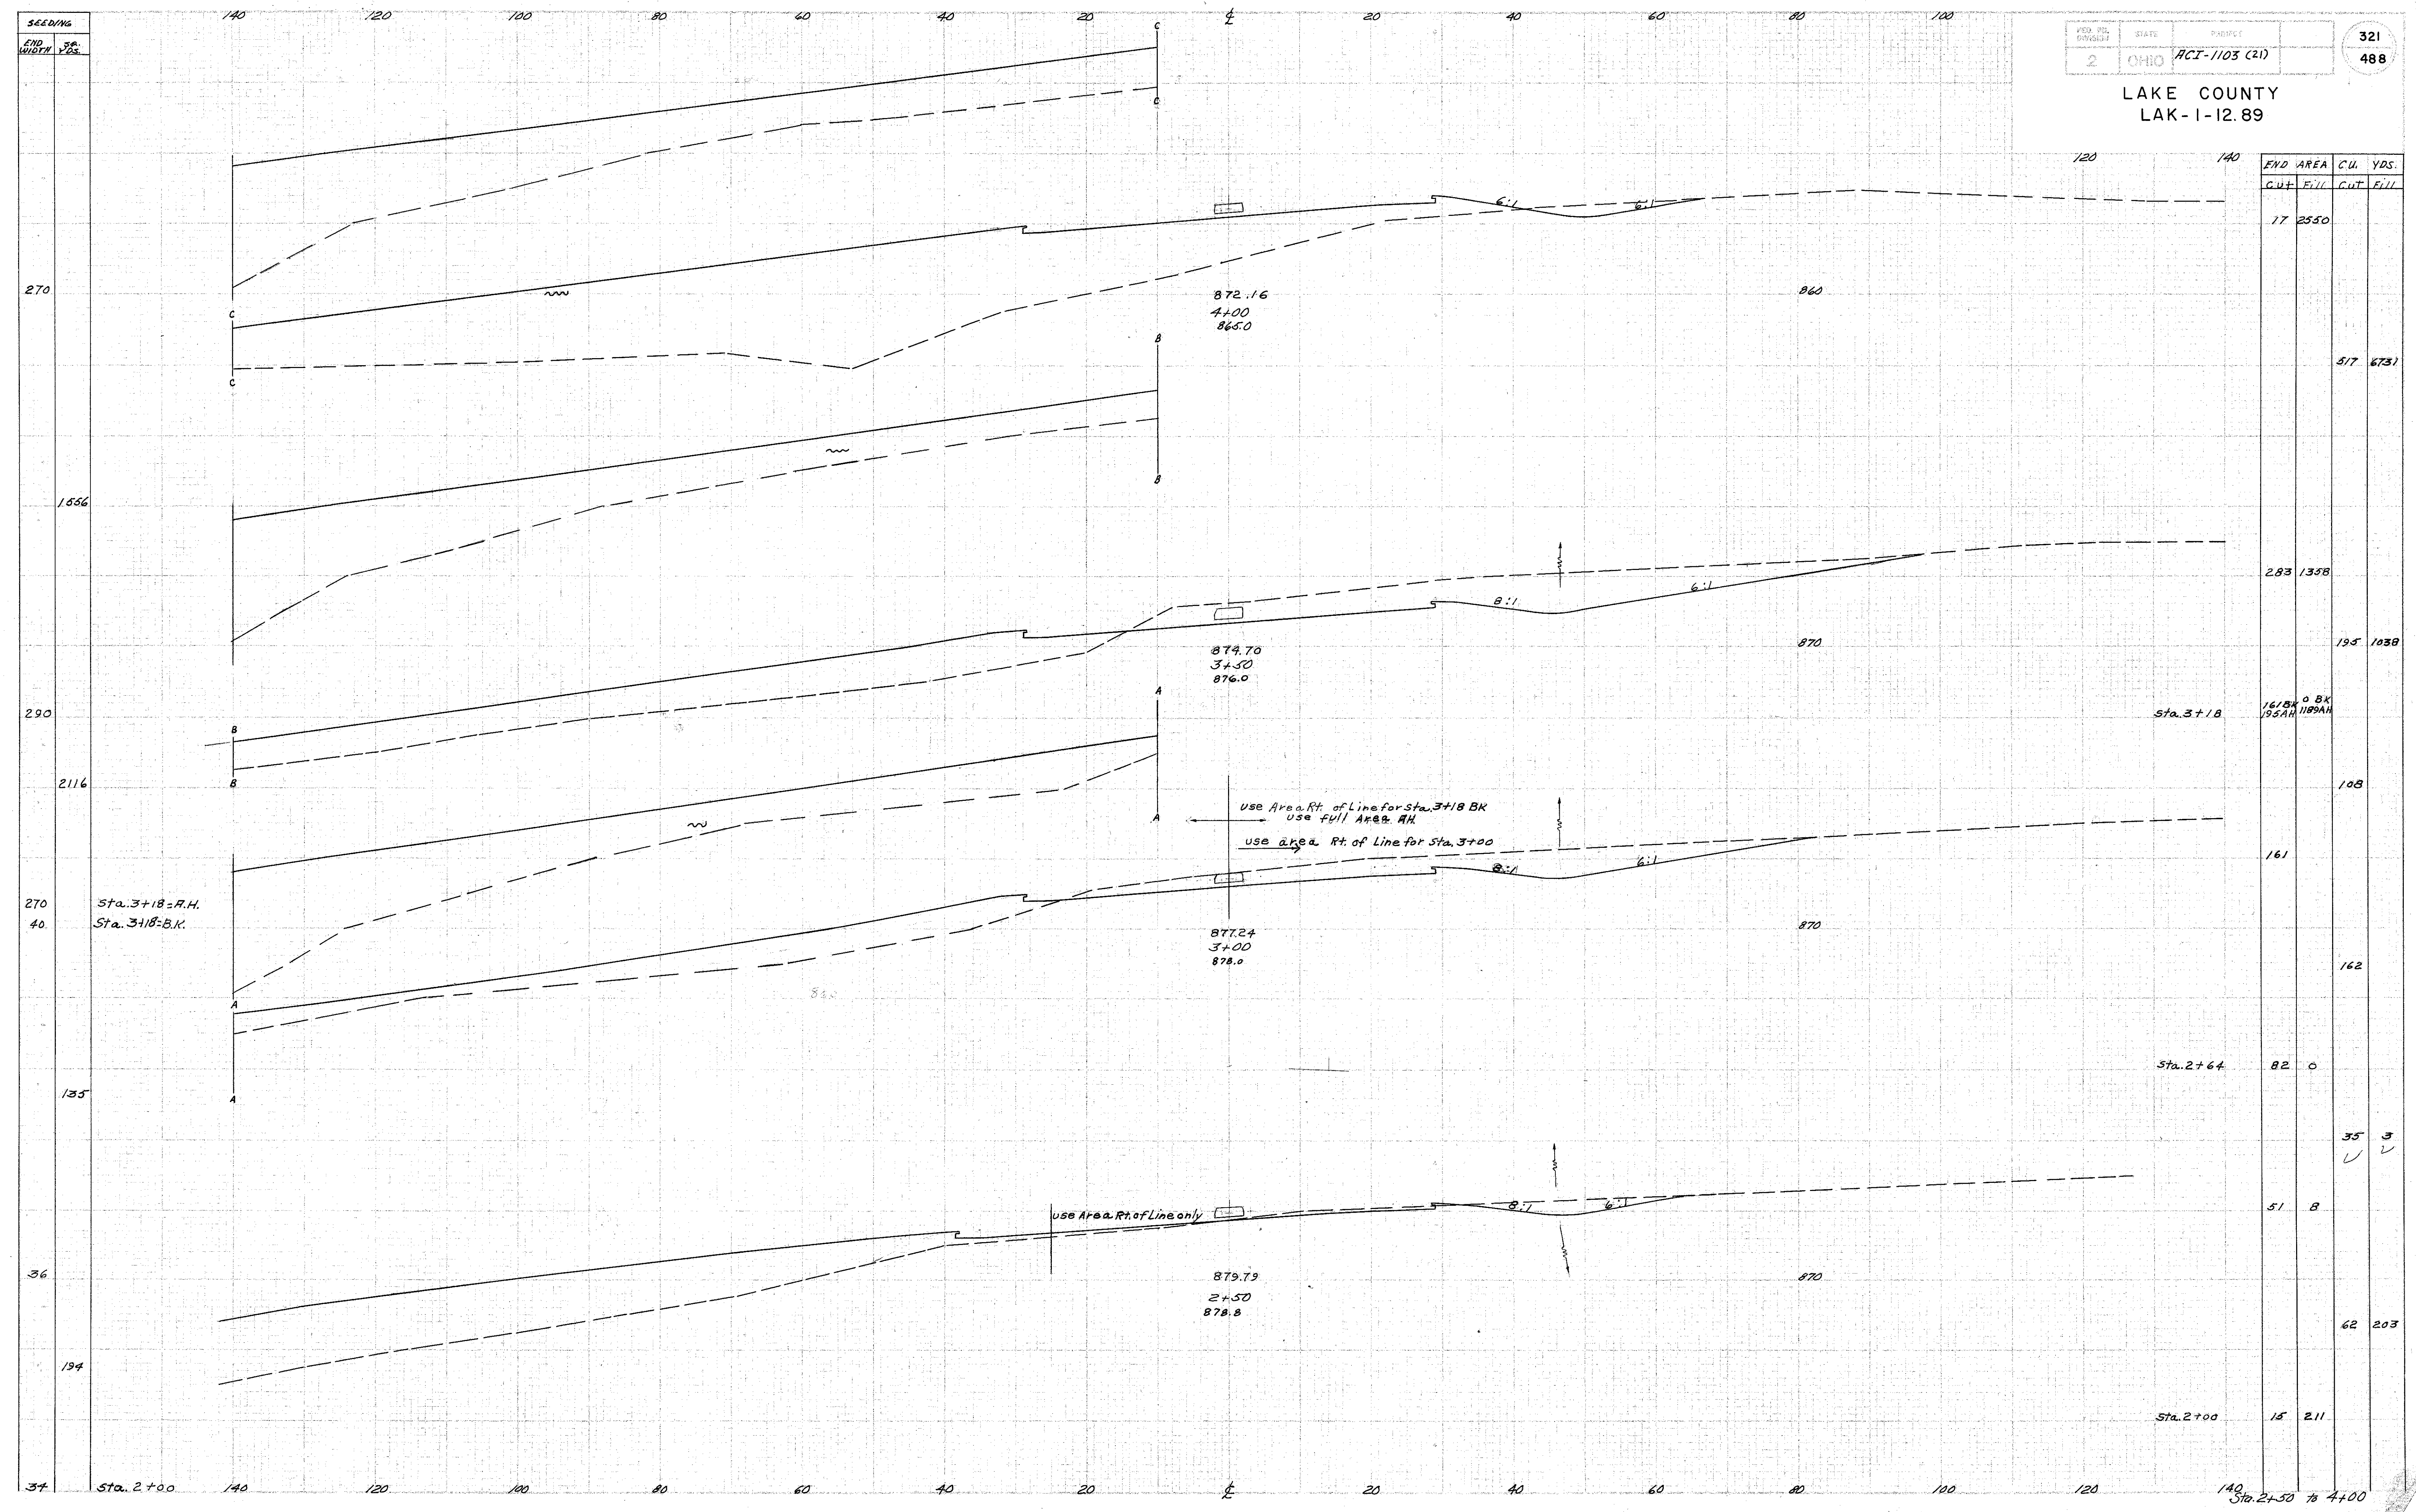 SEEDING
END WIDTH SQ. YDS.
140 120 100 80 60 40 20 ℄ 20 40 60 80 100
FED. RD. DIVISION STATE PROJECT
2 OHIO ACI-1103 (21)
321
488
LAKE COUNTY
LAK-1-12.89
120 140
END AREA CU. YDS.
Cut Fill Cut Fill
C
C
6:1 6:1
17 2550
270
872.16
4+00
865.0
860
C
C
B
517 6731
B
1556
283 1358
8:1 6:1
874.70
3+50
876.0
870
195 1038
A
290
Sta. 3+18
161BK 0 BK
195AH 1189AH
B
B
2116
108
A
use Area Rt. of Line for Sta. 3+18 BK
use full Area AH.
use area Rt. of Line for Sta. 3+00
8:1 6:1
161
270 Sta. 3+18=A.H.
40 Sta. 3+18=B.K.
877.24
3+00
878.0
870
162
A
A
Sta. 2+64 82 0
135
35 3
use Area Rt. of Line only
8:1 6:1
51 8
36
879.79
2+50
878.8
870
62 203
194
Sta. 2+00 15 211
34 Sta. 2+00
140 120 100 80 60 40 20 ℄ 20 40 60 80 100 120 140
Sta. 2+50 to 4+00